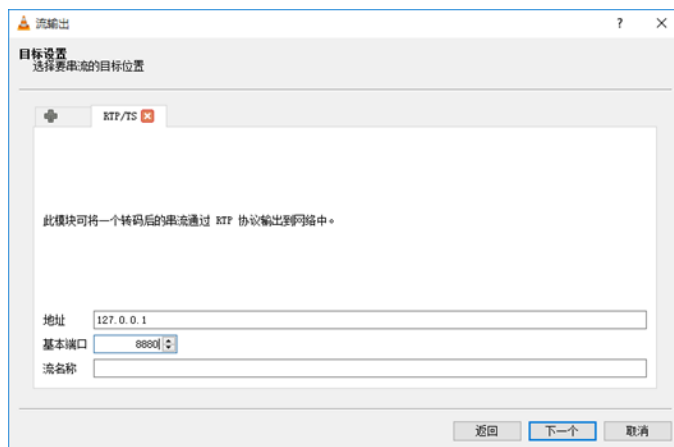 流输出
目标设置
选择要串流的目标位置
RTP/TS
此模块可将一个转码后的串流通过 RTP 协议输出到网络中。
地址 127.0.0.1
基本端口 8880
流名称
返回 下一个 取消